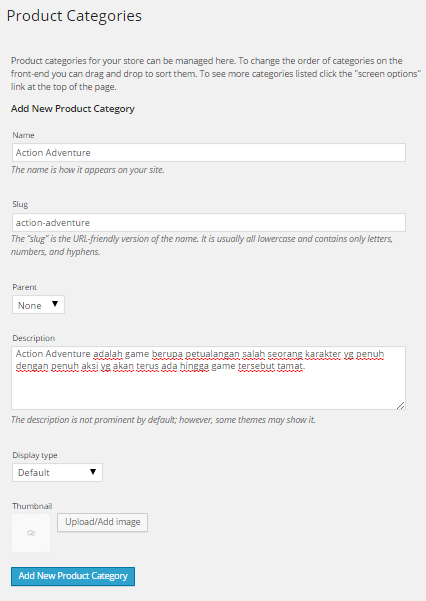 Product Categories
Product categories for your store can be managed here. To change the order of categories on the
front-end you can drag and drop to sort them. To see more categories listed click the "screen options"
link at the top of the page.
Add New Product Category
Name
Action Adventure
The name is how it appears on your site.
Slug
action-adventure
The "slug" is the URL-friendly version of the name. It is usually all lowercase and contains only letters,
numbers, and hyphens.
Parent
None
Description
Action Adventure adalah game berupa petualangan salah seorang karakter yg penuh
dengan penuh aksi yg akan terus ada hingga game tersebut tamat.
The description is not prominent by default; however, some themes may show it.
Display type
Default
Thumbnail
Upload/Add image
Add New Product Category